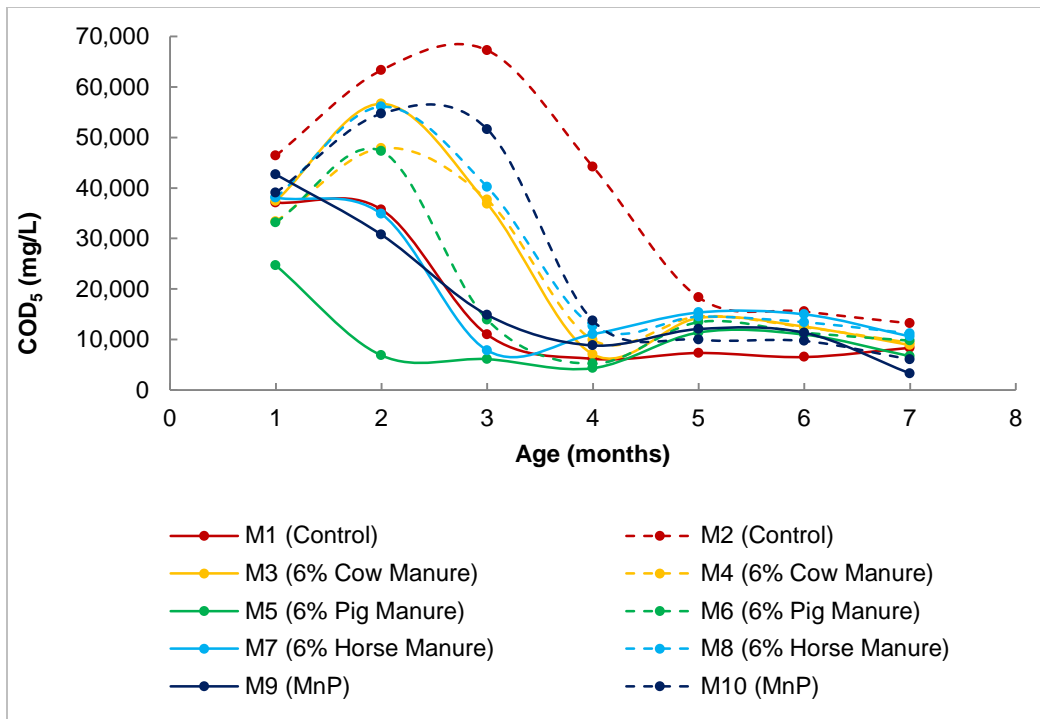 70,000
60,000
50,000
40,000
30,000
20,000
10,000
0
COD5 (mg/L)
0 1 2 3 4 5 6 7 8
Age (months)
M1 (Control) M2 (Control)
M3 (6% Cow Manure) M4 (6% Cow Manure)
M5 (6% Pig Manure) M6 (6% Pig Manure)
M7 (6% Horse Manure) M8 (6% Horse Manure)
M9 (MnP) M10 (MnP)